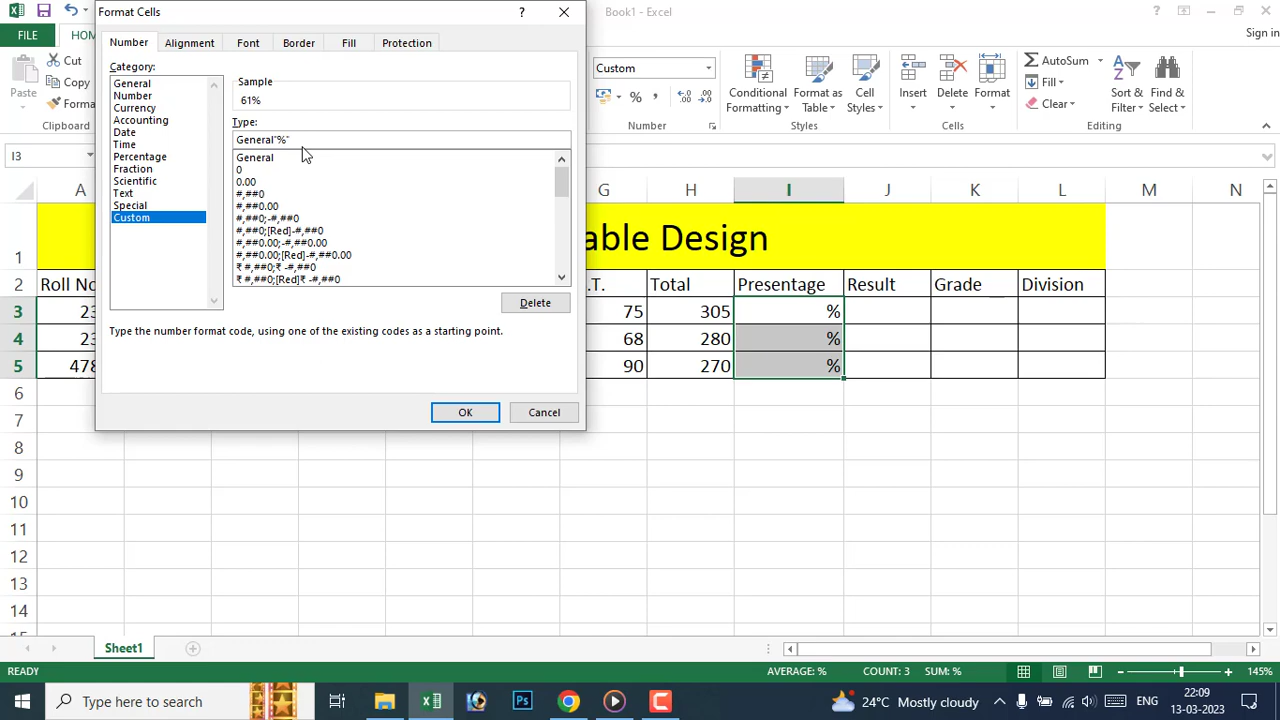 Format Cells
?
Book1 - Excel
?
FILE
HOM
Sign in
Number
Alignment
Font
Border
Fill
Protection
Cut
Copy
Forma
Paste
Clipboard
Category:
General
Number
Currency
Accounting
Date
Time
Percentage
Fraction
Scientific
Text
Special
Custom
Sample
61%
Type:
General"%"
General
0
0.00
#,##0
#,##0.00
#,##0;-#,##0
#,##0;[Red]-#,##0
#,##0.00;-#,##0.00
#,##0.00;[Red]-#,##0.00
₹ #,##0;₹ -#,##0
₹ #,##0;[Red]₹ -#,##0
Delete
Type the number format code, using one of the existing codes as a starting point.
OK
Cancel
Custom
% ,
Number
Conditional Formatting
Format as Table
Cell Styles
Styles
Insert
Delete
Format
Cells
AutoSum
Fill
Clear
Sort & Filter
Find & Select
Editing
I3
A G H I J K L M N
1 able Design
2 Roll No .T. Total Presentage Result Grade Division
3 23 75 305 %
4 23 68 280 %
5 478 90 270 %
6
7
8
9
10
11
12
13
14
15
Sheet1
READY
AVERAGE: % COUNT: 3 SUM: %
145%
Type here to search
Ps
24°C Mostly cloudy
ENG
22:09
13-03-2023